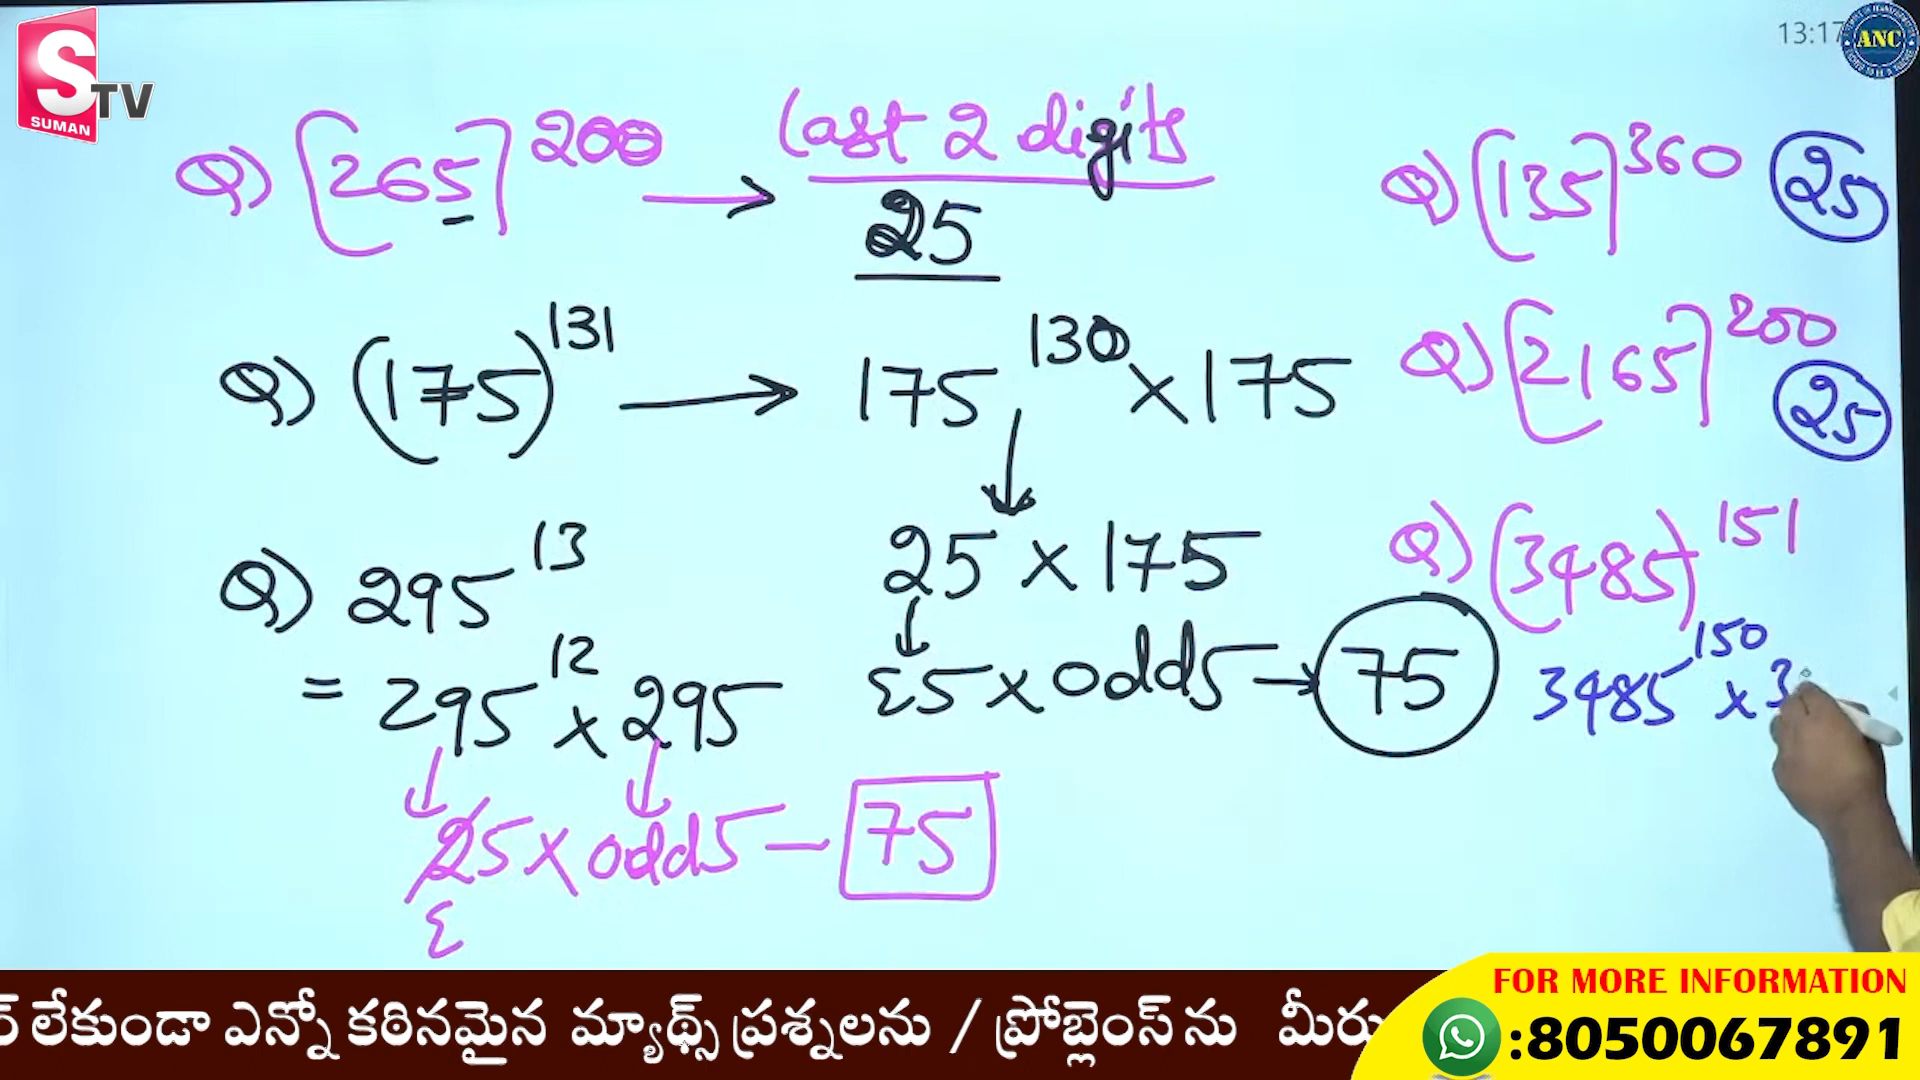 S TV
SUMAN
13:17
ANC
Q) [265]^200 → Last 2 digits
25
Q) (175)^131 → 175^130 × 175
25 × 175
ε5 × odd5 → 75
Q) 295^13
= 295^12 × 295
25 × odd5 – 75
ε
Q) (135)^360 25
Q) [2165]^200 25
Q) (3485)^151
3485^150 × 3
ర్ లేకుండా ఎన్నో కఠినమైన మ్యాథ్స్ ప్రశ్నలను / ప్రోబ్లెంస్ ను మీరు
FOR MORE INFORMATION
:8050067891